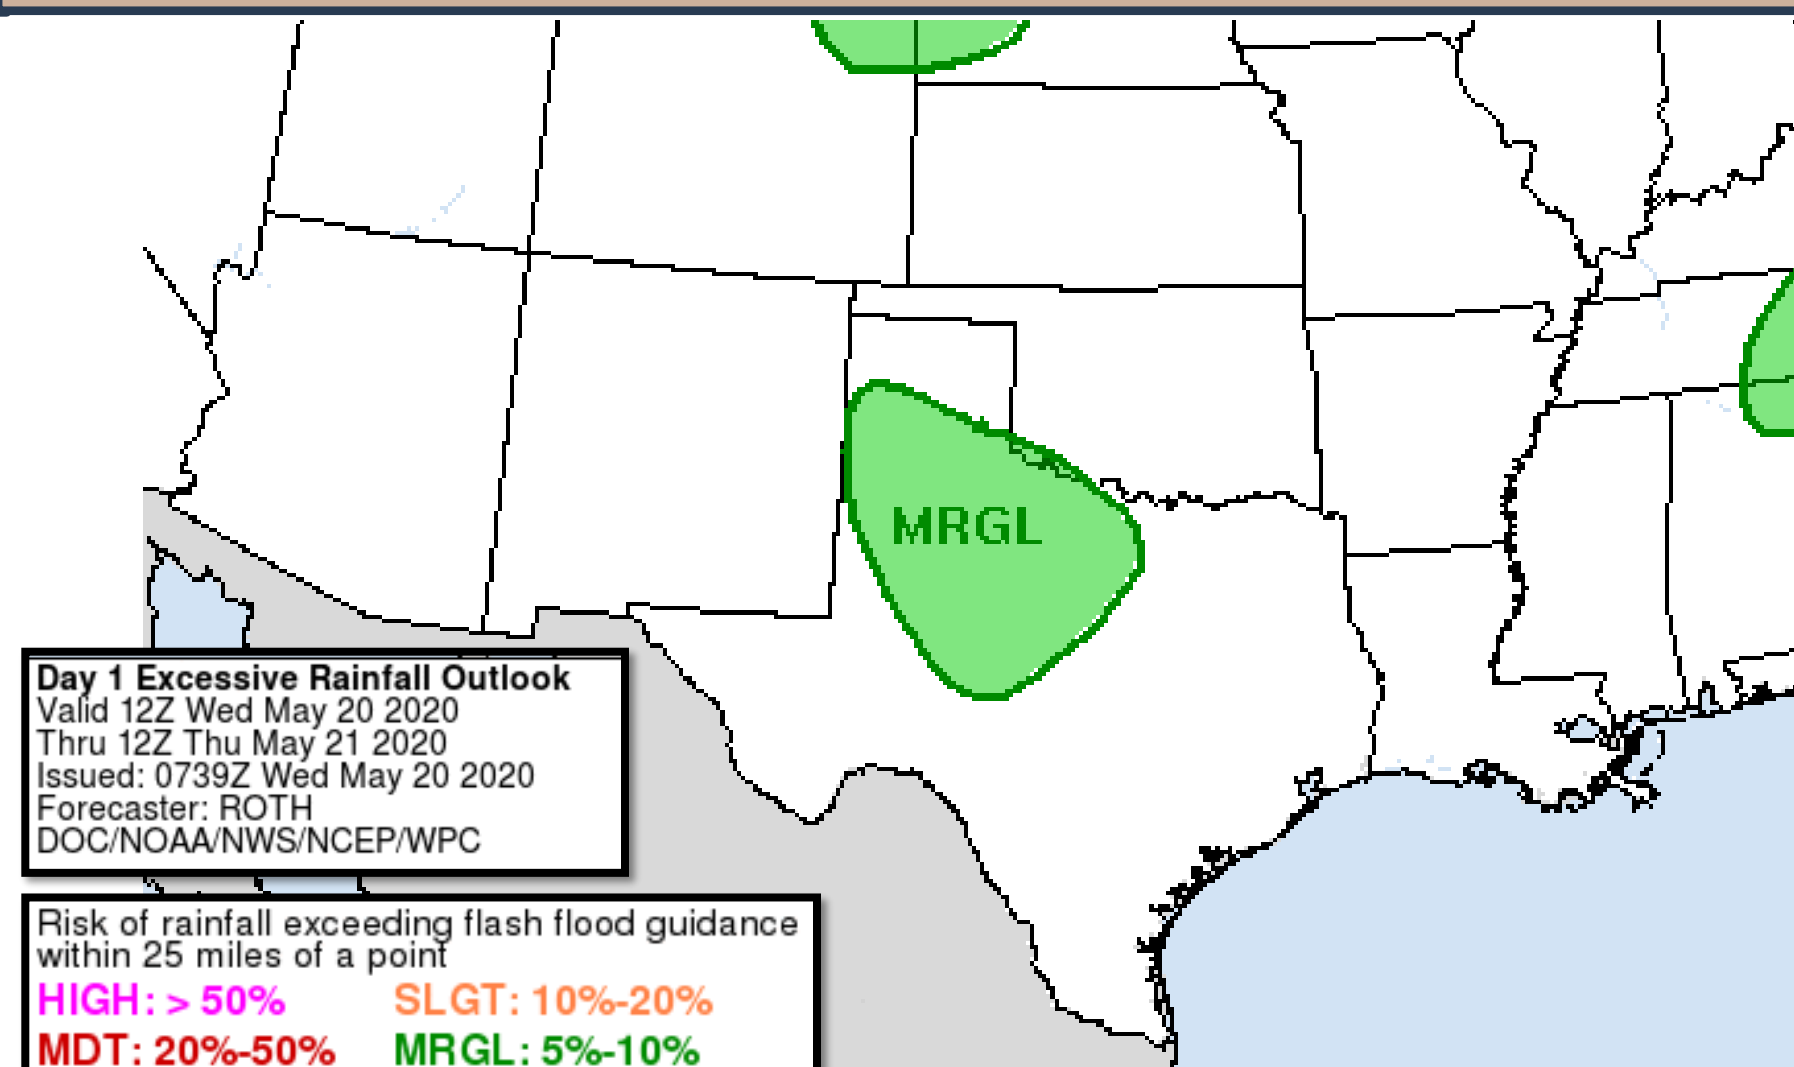 MRGL
Day 1 Excessive Rainfall Outlook
Valid 12Z Wed May 20 2020
Thru 12Z Thu May 21 2020
Issued: 0739Z Wed May 20 2020
Forecaster: ROTH
DOC/NOAA/NWS/NCEP/WPC
Risk of rainfall exceeding flash flood guidance
within 25 miles of a point
HIGH: > 50% SLGT: 10%-20%
MDT: 20%-50% MRGL: 5%-10%